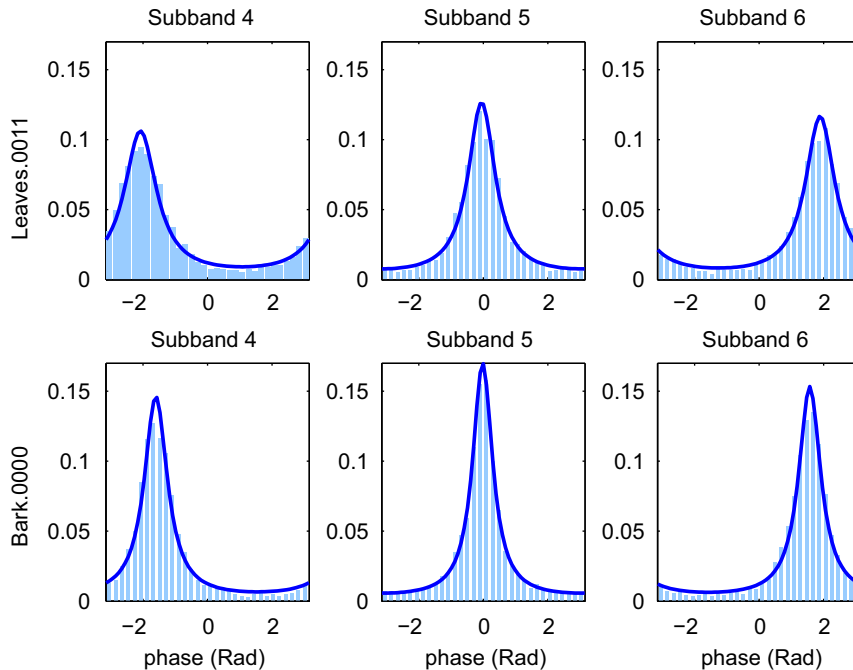 Subband 4 Subband 5 Subband 6
Leaves.0011
0.15 0.15 0.15
0.1 0.1 0.1
0.05 0.05 0.05
0 0 0
−2 0 2 −2 0 2 −2 0 2
Subband 4 Subband 5 Subband 6
Bark.0000
0.15 0.15 0.15
0.1 0.1 0.1
0.05 0.05 0.05
0 0 0
−2 0 2 −2 0 2 −2 0 2
phase (Rad) phase (Rad) phase (Rad)